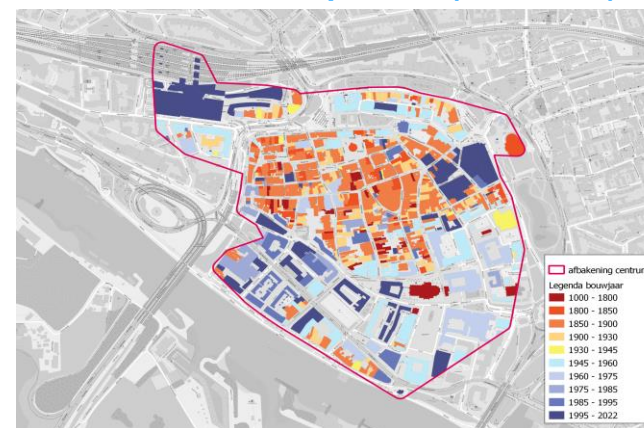 afbakening centrum
Legenda bouwjaar
1000 - 1800
1800 - 1850
1850 - 1900
1900 - 1930
1930 - 1945
1945 - 1960
1960 - 1975
1975 - 1985
1985 - 1995
1995 - 2022